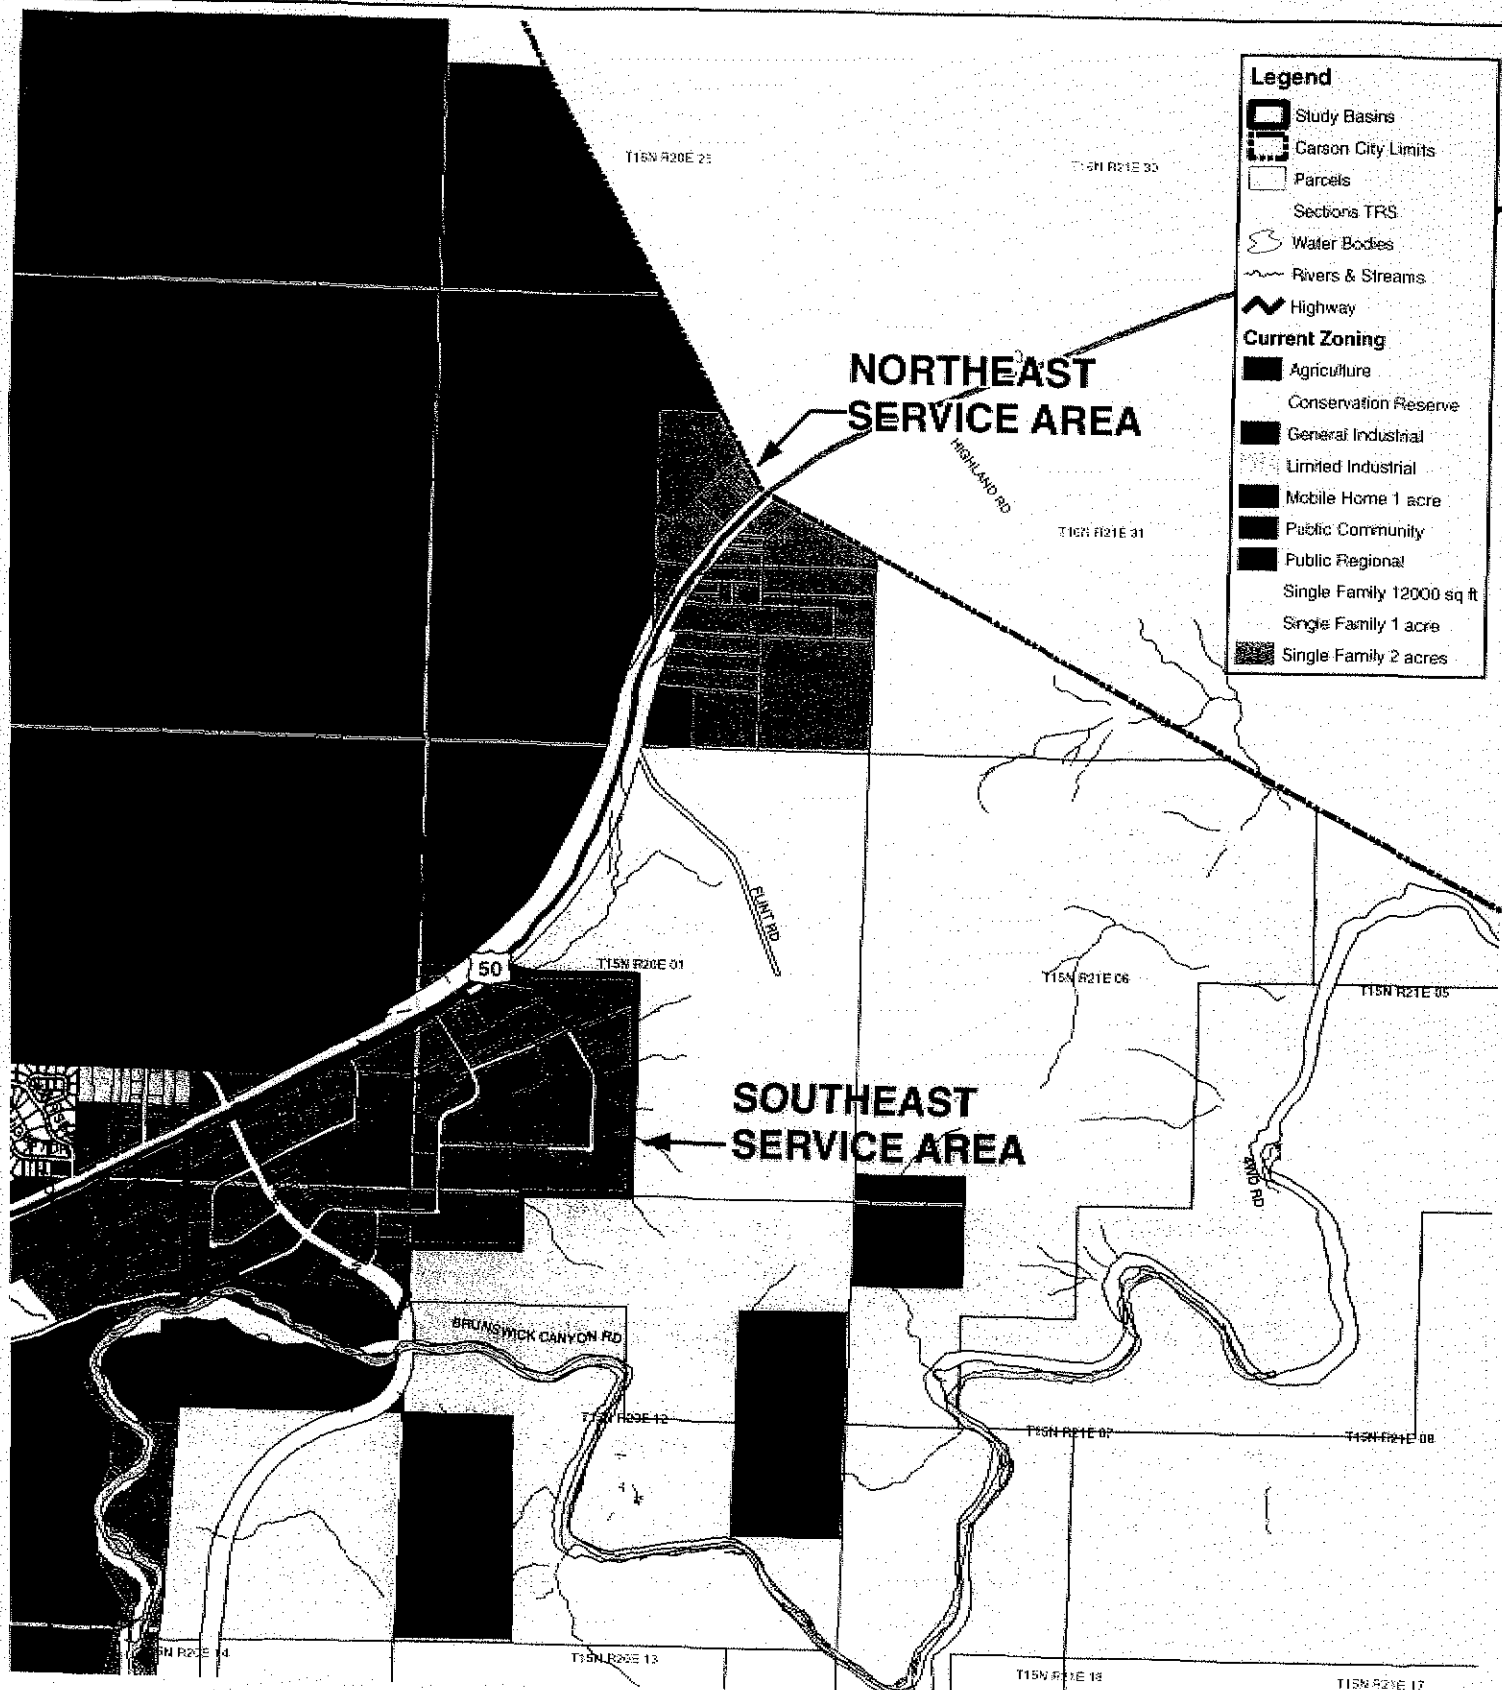 Legend
Study Basins
Carson City Limits
Parcels
Sections TRS
Water Bodies
Rivers & Streams
Highway
Current Zoning
Agriculture
Conservation Reserve
General Industrial
Limited Industrial
Mobile Home 1 acre
Public Community
Public Regional
Single Family 12000 sq ft
Single Family 1 acre
Single Family 2 acres
T16N R21E 30
NORTHEAST
SERVICE AREA
HIGHLAND RD
T16N R21E 31
FLINT RD
50
T15N R20E 01
T15N R21E 06
T15N R21E 05
SOUTHEAST
SERVICE AREA
BRUNSWICK CANYON RD
T15N R20E 12
T15N R21E 07
T15N R21E 08
T15N R20E 13
T15N R21E 18
T15N R21E 17